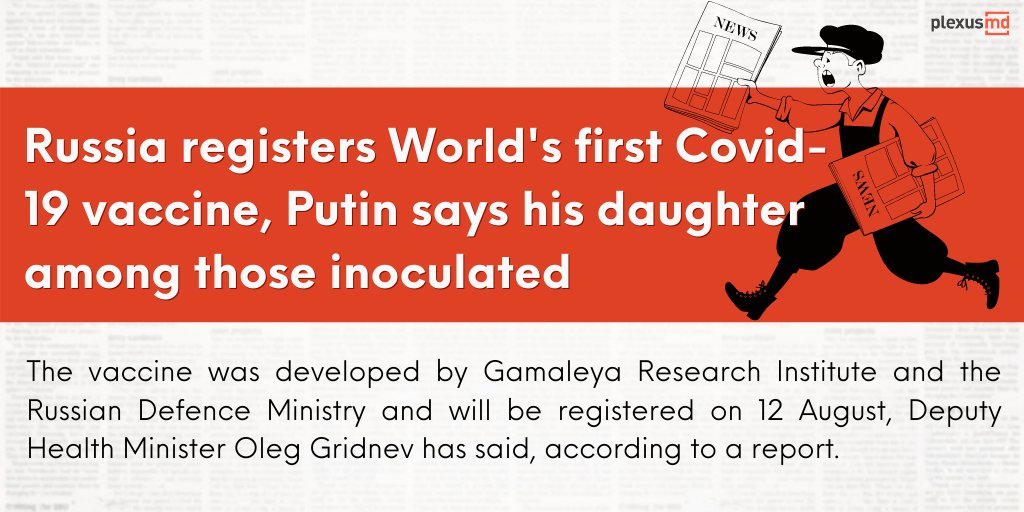 NEWS
plexusmd
Russia registers World's first Covid-
19 vaccine, Putin says his daughter
among those inoculated
NEWS
The vaccine was developed by Gamaleya Research Institute and the
Russian Defence Ministry and will be registered on 12 August, Deputy
Health Minister Oleg Gridnev has said, according to a report.